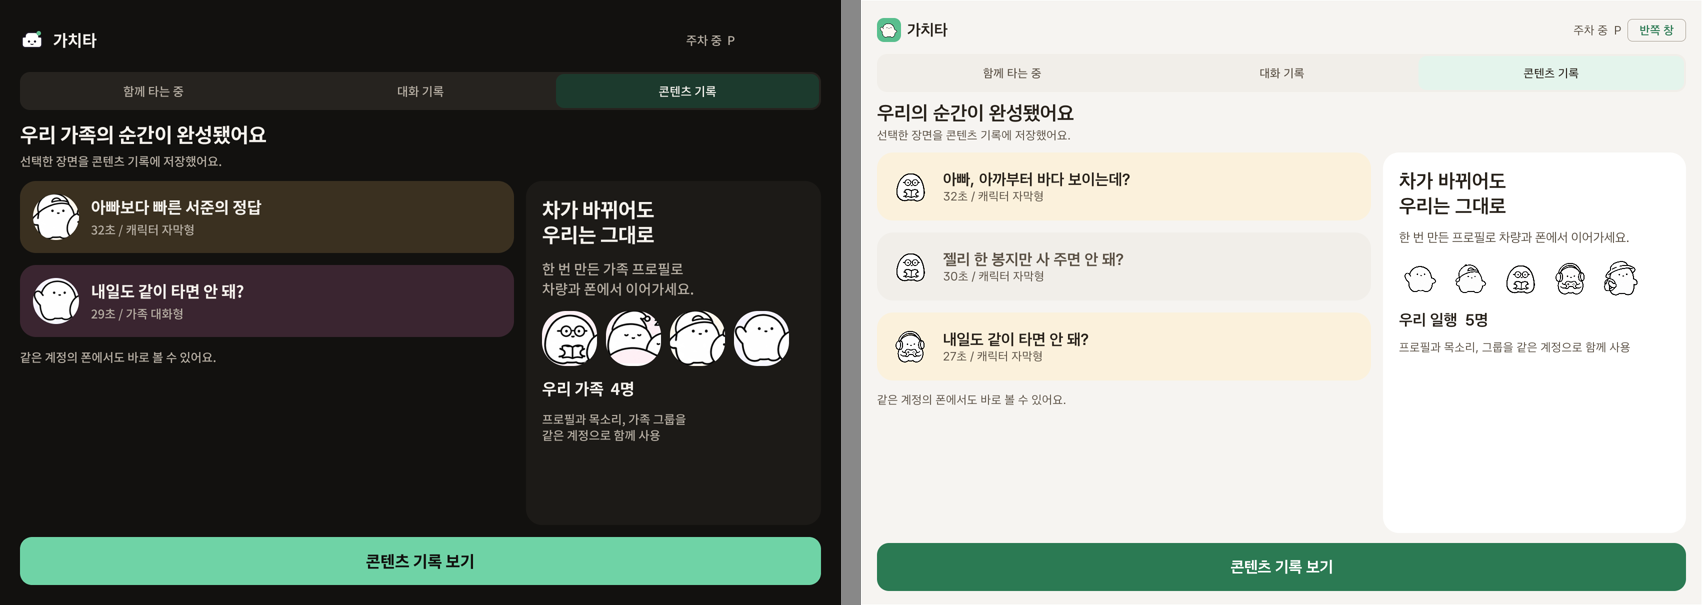 가치타
주차 중 P
함께 타는 중
대화 기록
콘텐츠 기록
우리 가족의 순간이 완성됐어요
선택한 장면을 콘텐츠 기록에 저장했어요.
아빠보다 빠른 서준의 정답
32초 / 캐릭터 자막형
내일도 같이 타면 안 돼?
29초 / 가족 대화형
같은 계정의 폰에서도 바로 볼 수 있어요.
차가 바뀌어도
우리는 그대로
한 번 만든 가족 프로필로
차량과 폰에서 이어가세요.
우리 가족 4명
프로필과 목소리, 가족 그룹을
같은 계정으로 함께 사용
콘텐츠 기록 보기
가치타
주차 중 P
반쪽 창
함께 타는 중
대화 기록
콘텐츠 기록
우리의 순간이 완성됐어요
선택한 장면을 콘텐츠 기록에 저장했어요.
아빠, 아까부터 바다 보이는데?
32초 / 캐릭터 자막형
젤리 한 봉지만 사 주면 안 돼?
30초 / 캐릭터 자막형
내일도 같이 타면 안 돼?
27초 / 캐릭터 자막형
같은 계정의 폰에서도 바로 볼 수 있어요.
차가 바뀌어도
우리는 그대로
한 번 만든 프로필로 차량과 폰에서 이어가세요.
우리 일행 5명
프로필과 목소리, 그룹을 같은 계정으로 함께 사용
콘텐츠 기록 보기